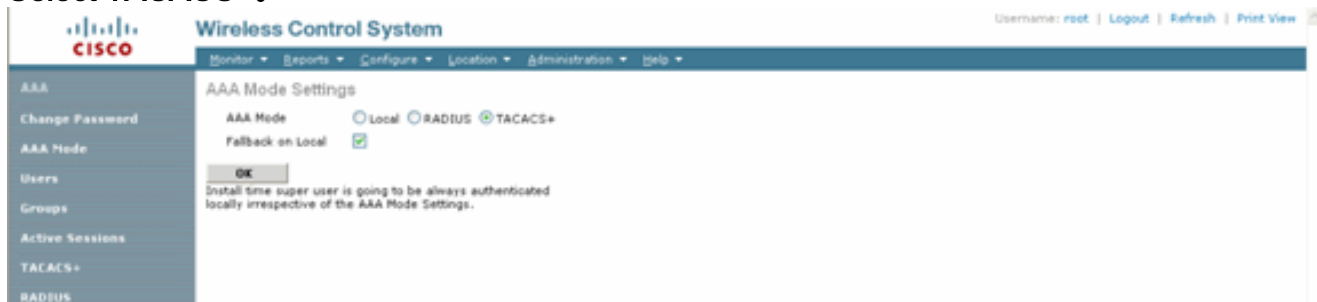 Username: root | Logout | Refresh | Print View
CISCO
Wireless Control System
Monitor Reports Configure Location Administration Help
AAA
Change Password
AAA Mode
Users
Groups
Active Sessions
TACACS+
RADIUS
AAA Mode Settings
AAA Mode Local RADIUS TACACS+
Fallback on Local
OK
Install time super user is going to be always authenticated
locally irrespective of the AAA Mode Settings.